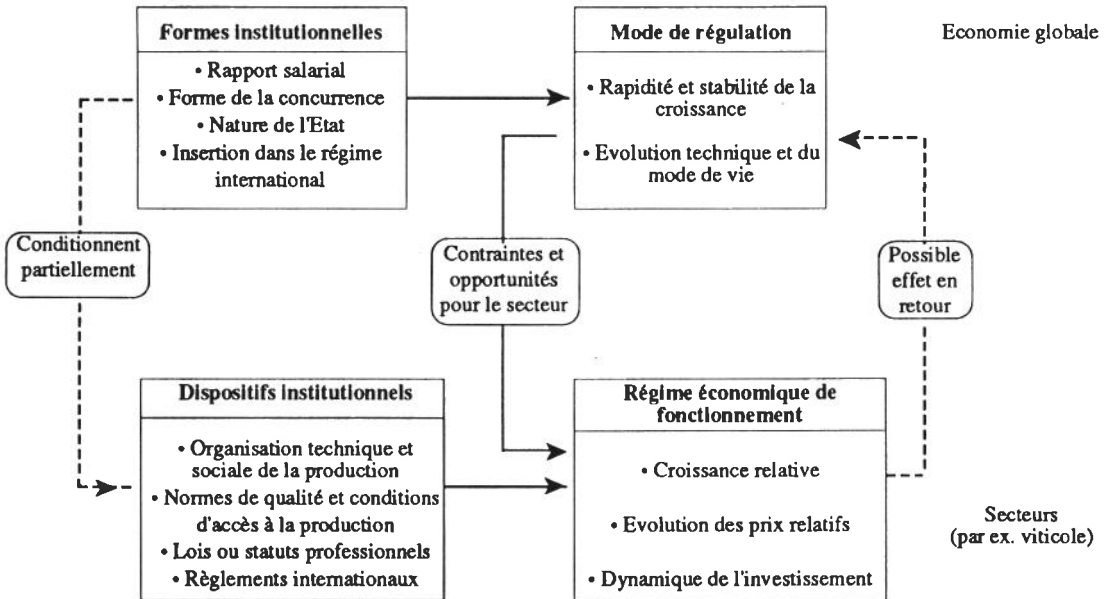 Formes institutionnelles
• Rapport salarial
• Forme de la concurrence
• Nature de l'Etat
• Insertion dans le régime
international
Mode de régulation
• Rapidité et stabilité de la
croissance
• Evolution technique et du
mode de vie
Economie globale
Conditionnent
partiellement
Contraintes et
opportunités
pour le secteur
Possible
effet en
retour
Dispositifs institutionnels
• Organisation technique et
sociale de la production
• Normes de qualité et conditions
d'accès à la production
• Lois ou statuts professionnels
• Règlements internationaux
Régime économique de
fonctionnement
• Croissance relative
• Evolution des prix relatifs
• Dynamique de l'investissement
Secteurs
(par ex. viticole)